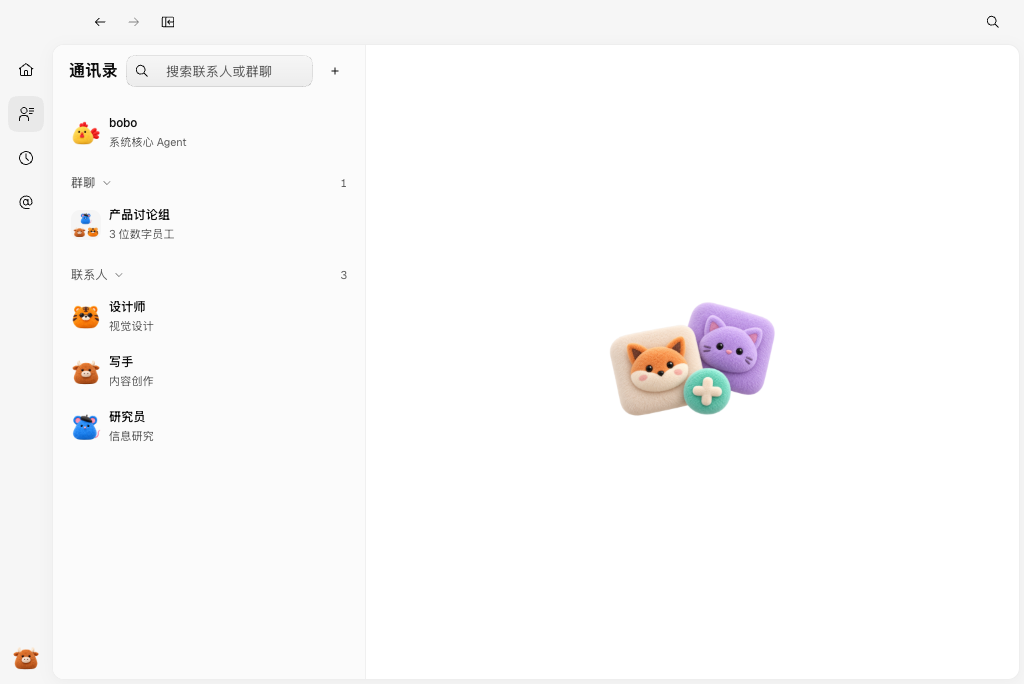 通讯录
搜索联系人或群聊
bobo
系统核心 Agent
群聊
1
产品讨论组
3 位数字员工
联系人
3
设计师
视觉设计
写手
内容创作
研究员
信息研究